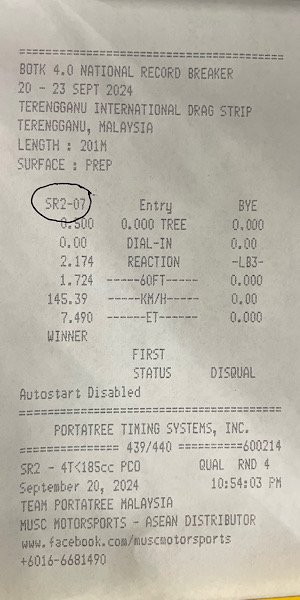 ==================================
BOTK 4.0 NATIONAL RECORD BREAKER
20 - 23 SEPT 2024
TERENGGANU INTERNATIONAL DRAG STRIP
TERENGGANU, MALAYSIA
LENGTH : 201M
SURFACE : PREP
SR2-07 Entry BYE
0.500 0.000 TREE 0.000
0.00 DIAL-IN 0.00
2.174 REACTION -LB3-
1.724 -----60FT----- 0.000
145.39 -----KM/H----- 0.00
7.490 ------ET------ 0.000
WINNER
FIRST
STATUS DISQUAL
Autostart Disabled
==================================
PORTATREE TIMING SYSTEMS, INC.
=============== 439/440 ==========600214
SR2 - 4T<185cc PCO QUAL RND 4
September 20, 2024 10:54:03 PM
TEAM PORTATREE MALAYSIA
MUSC MOTORSPORTS - ASEAN DISTRIBUTOR
www.facebook.com/muscmotorsports
+6016-6681490